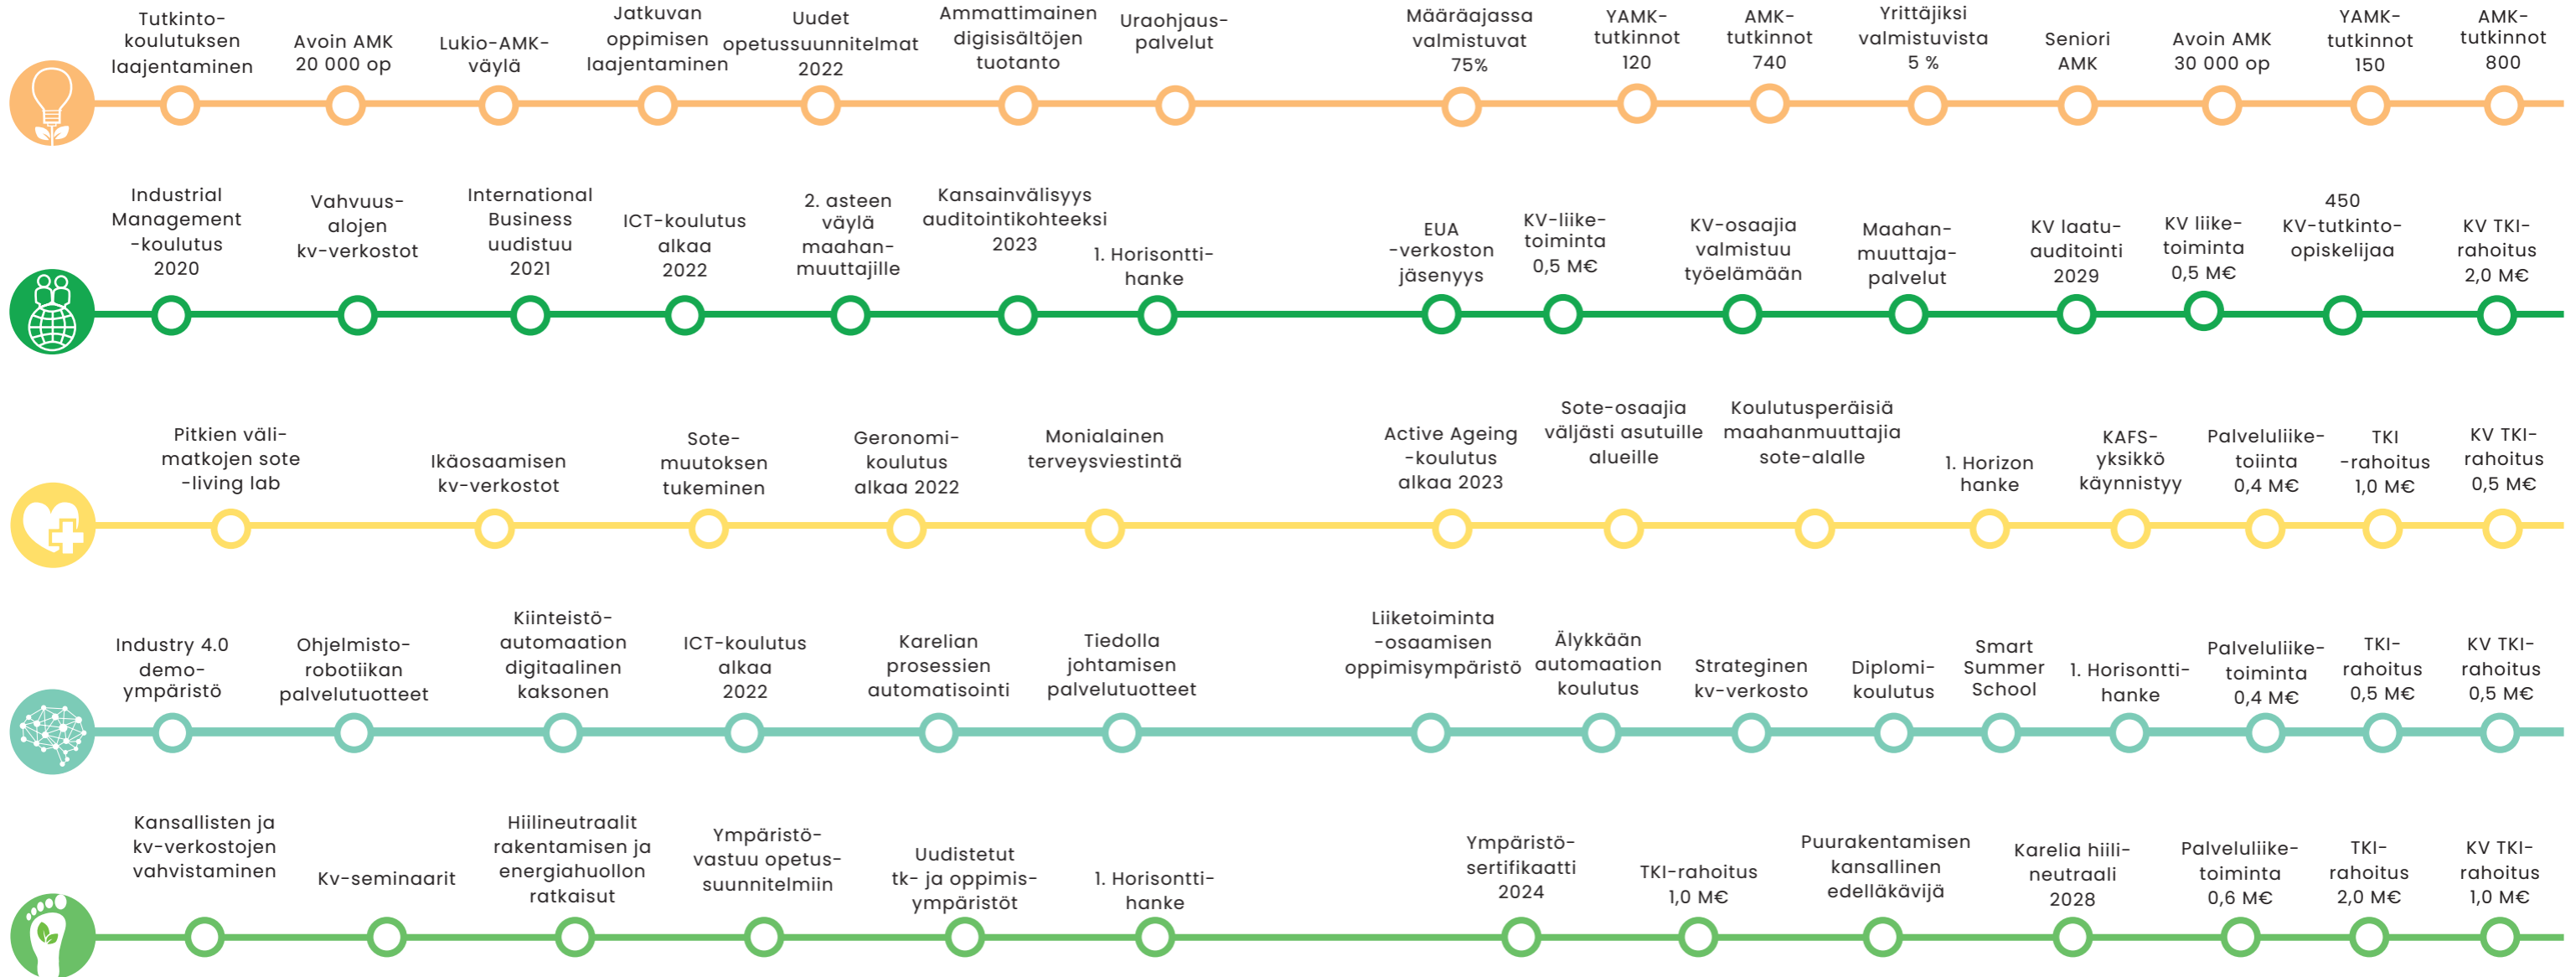 Tutkinto-
koulutuksen
laajentaminen
Avoin AMK
20 000 op
Lukio-AMK-
väylä
Jatkuvan
oppimisen
laajentaminen
Uudet
opetussuunnitelmat
2022
Ammattimainen
digisisältöjen
tuotanto
Uraohjaus-
palvelut
Määräajassa
valmistuvat
75%
YAMK-
tutkinnot
120
AMK-
tutkinnot
740
Yrittäjiksi
valmistuvista
5 %
Seniori
AMK
Avoin AMK
30 000 op
YAMK-
tutkinnot
150
AMK-
tutkinnot
800
Industrial
Management
-koulutus
2020
Vahvuus-
alojen
kv-verkostot
International
Business
uudistuu
2021
ICT-koulutus
alkaa
2022
2. asteen
väylä
maahan-
muuttajille
Kansainvälisyys
auditointikohteeksi
2023
1. Horisontti-
hanke
EUA
-verkoston
jäsenyys
KV-liike-
toiminta
0,5 M€
KV-osaajia
valmistuu
työelämään
Maahan-
muuttaja-
palvelut
KV laatu-
auditointi
2029
KV liike-
toiminta
0,5 M€
450
KV-tutkinto-
opiskelijaa
KV TKI-
rahoitus
2,0 M€
Pitkien väli-
matkojen sote
-living lab
Ikäosaamisen
kv-verkostot
Sote-
muutoksen
tukeminen
Geronomi-
koulutus
alkaa 2022
Monialainen
terveysviestintä
Active Ageing
-koulutus
alkaa 2023
Sote-osaajia
väljästi asutuille
alueille
Koulutusperäisiä
maahanmuuttajia
sote-alalle
1. Horizon
hanke
KAFS-
yksikkö
käynnistyy
Palveluliike-
toiinta
0,4 M€
TKI
-rahoitus
1,0 M€
KV TKI-
rahoitus
0,5 M€
Industry 4.0
demo-
ympäristö
Ohjelmisto-
robotiikan
palvelutuotteet
Kiinteistö-
automaation
digitaalinen
kaksonen
ICT-koulutus
alkaa
2022
Karelian
prosessien
automatisointi
Tiedolla
johtamisen
palvelutuotteet
Liiketoiminta
-osaamisen
oppimisympäristö
Älykkään
automaation
koulutus
Strateginen
kv-verkosto
Diplomi-
koulutus
Smart
Summer
School
1. Horisontti-
hanke
Palveluliike-
toiminta
0,4 M€
TKI-
rahoitus
0,5 M€
KV TKI-
rahoitus
0,5 M€
Kansallisten ja
kv-verkostojen
vahvistaminen
Kv-seminaarit
Hiilineutraalit
rakentamisen ja
energiahuollon
ratkaisut
Ympäristö-
vastuu opetus-
suunnitelmiin
Uudistetut
tk- ja oppimis-
ympäristöt
1. Horisontti-
hanke
Ympäristö-
sertifikaatti
2024
TKI-rahoitus
1,0 M€
Puurakentamisen
kansallinen
edelläkävijä
Karelia hiili-
neutraali
2028
Palveluliike-
toiminta
0,6 M€
TKI-
rahoitus
2,0 M€
KV TKI-
rahoitus
1,0 M€